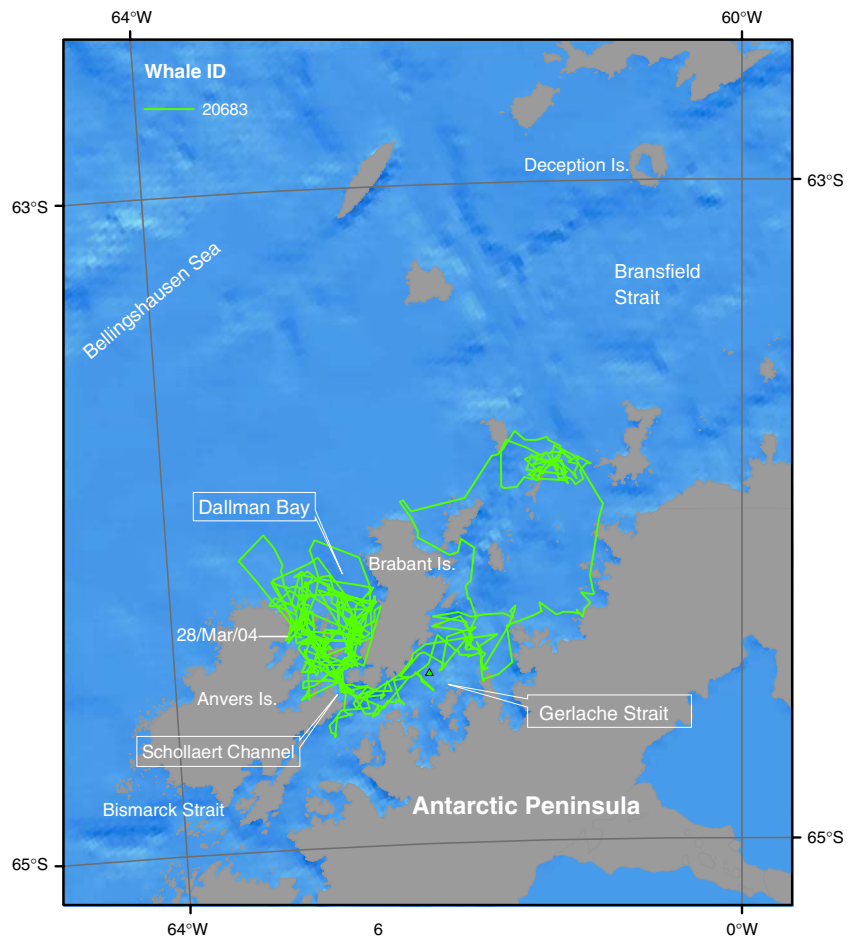 64°W 60°W
Whale ID
20683
Deception Is.
63°S 63°S
Bransfield
Strait
Bellingshausen Sea
Dallman Bay
Brabant Is.
28/Mar/04
Anvers Is.
Gerlache Strait
Schollaert Channel
Antarctic Peninsula
Bismarck Strait
65°S 65°S
64°W 6 0°W